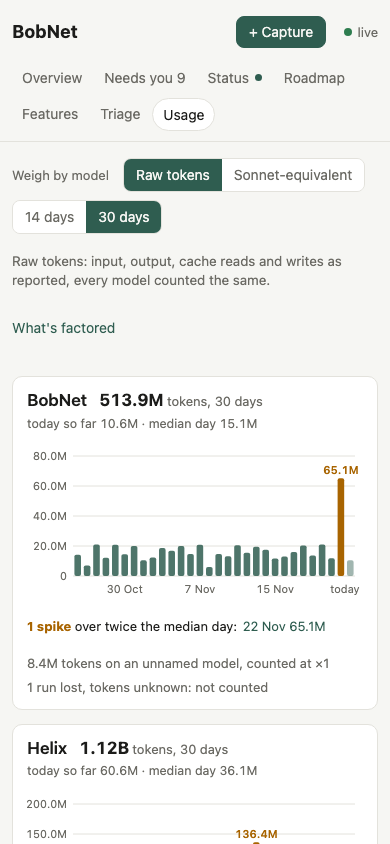 BobNet
+ Capture
live
Overview
Needs you 9
Status
Roadmap
Features
Triage
Usage
Weigh by model
Raw tokens
Sonnet-equivalent
14 days
30 days
Raw tokens: input, output, cache reads and writes as
reported, every model counted the same.
What's factored
BobNet 513.9M tokens, 30 days
today so far 10.6M · median day 15.1M
80.0M
65.1M
60.0M
40.0M
20.0M
0
30 Oct
7 Nov
15 Nov
today
1 spike over twice the median day: 22 Nov 65.1M
8.4M tokens on an unnamed model, counted at ×1
1 run lost, tokens unknown: not counted
Helix 1.12B tokens, 30 days
today so far 60.6M · median day 36.1M
200.0M
150.0M
136.4M